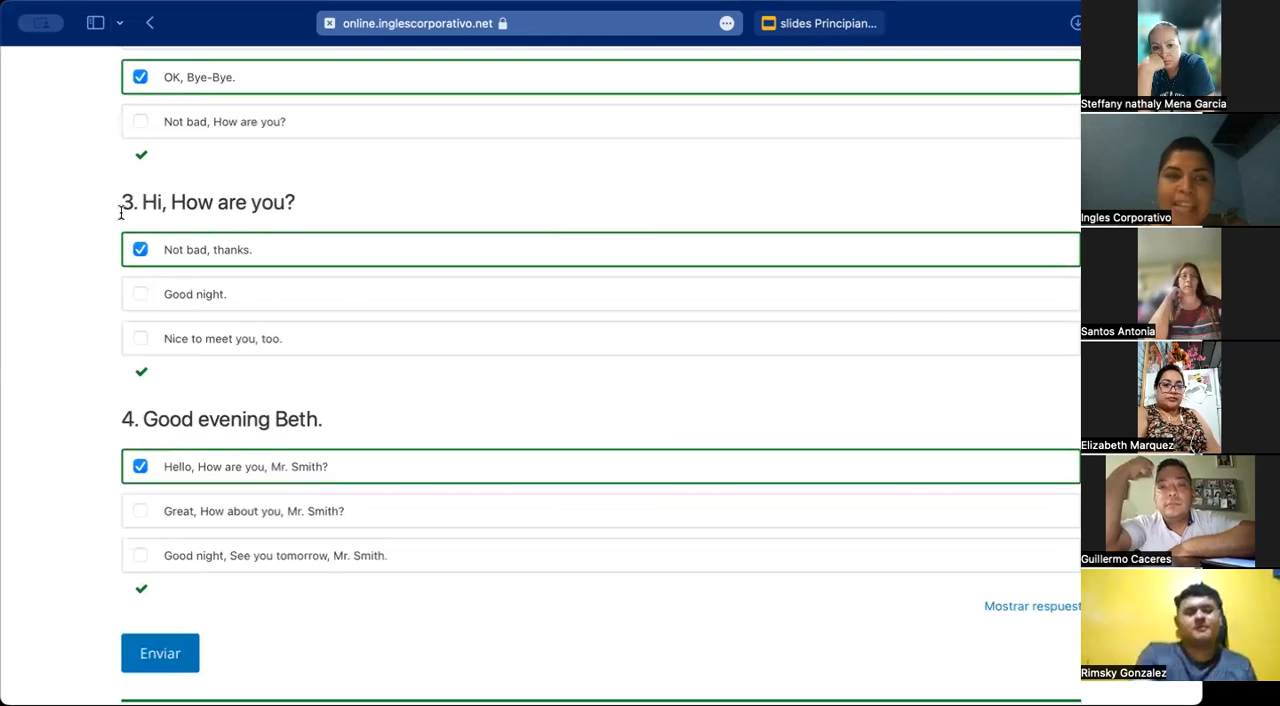 online.inglescorporativo.net
slides Principian...
OK, Bye-Bye.
Not bad, How are you?
3. Hi, How are you?
Not bad, thanks.
Good night.
Nice to meet you, too.
4. Good evening Beth.
Hello, How are you, Mr. Smith?
Great, How about you, Mr. Smith?
Good night, See you tomorrow, Mr. Smith.
Mostrar respuest
Enviar
Steffany nathaly Mena Garcia
Ingles Corporativo
Santos Antonia
Elizabeth Marquez
Guillermo Caceres
Rimsky Gonzalez